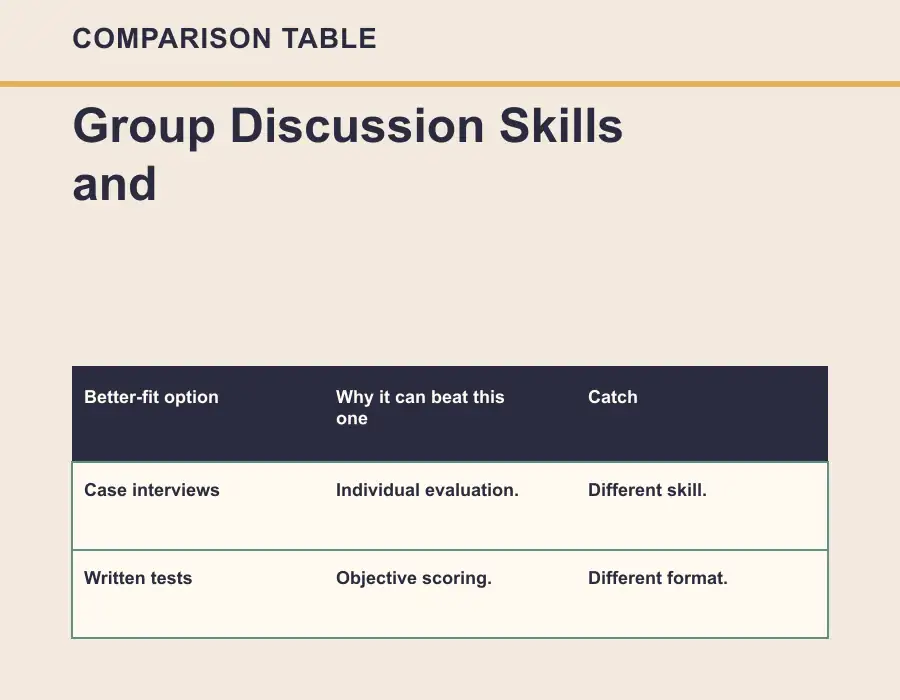 COMPARISON TABLE
Group Discussion Skills
and
Better-fit option
Why it can beat this
one
Catch
Case interviews
Individual evaluation.
Different skill.
Written tests
Objective scoring.
Different format.